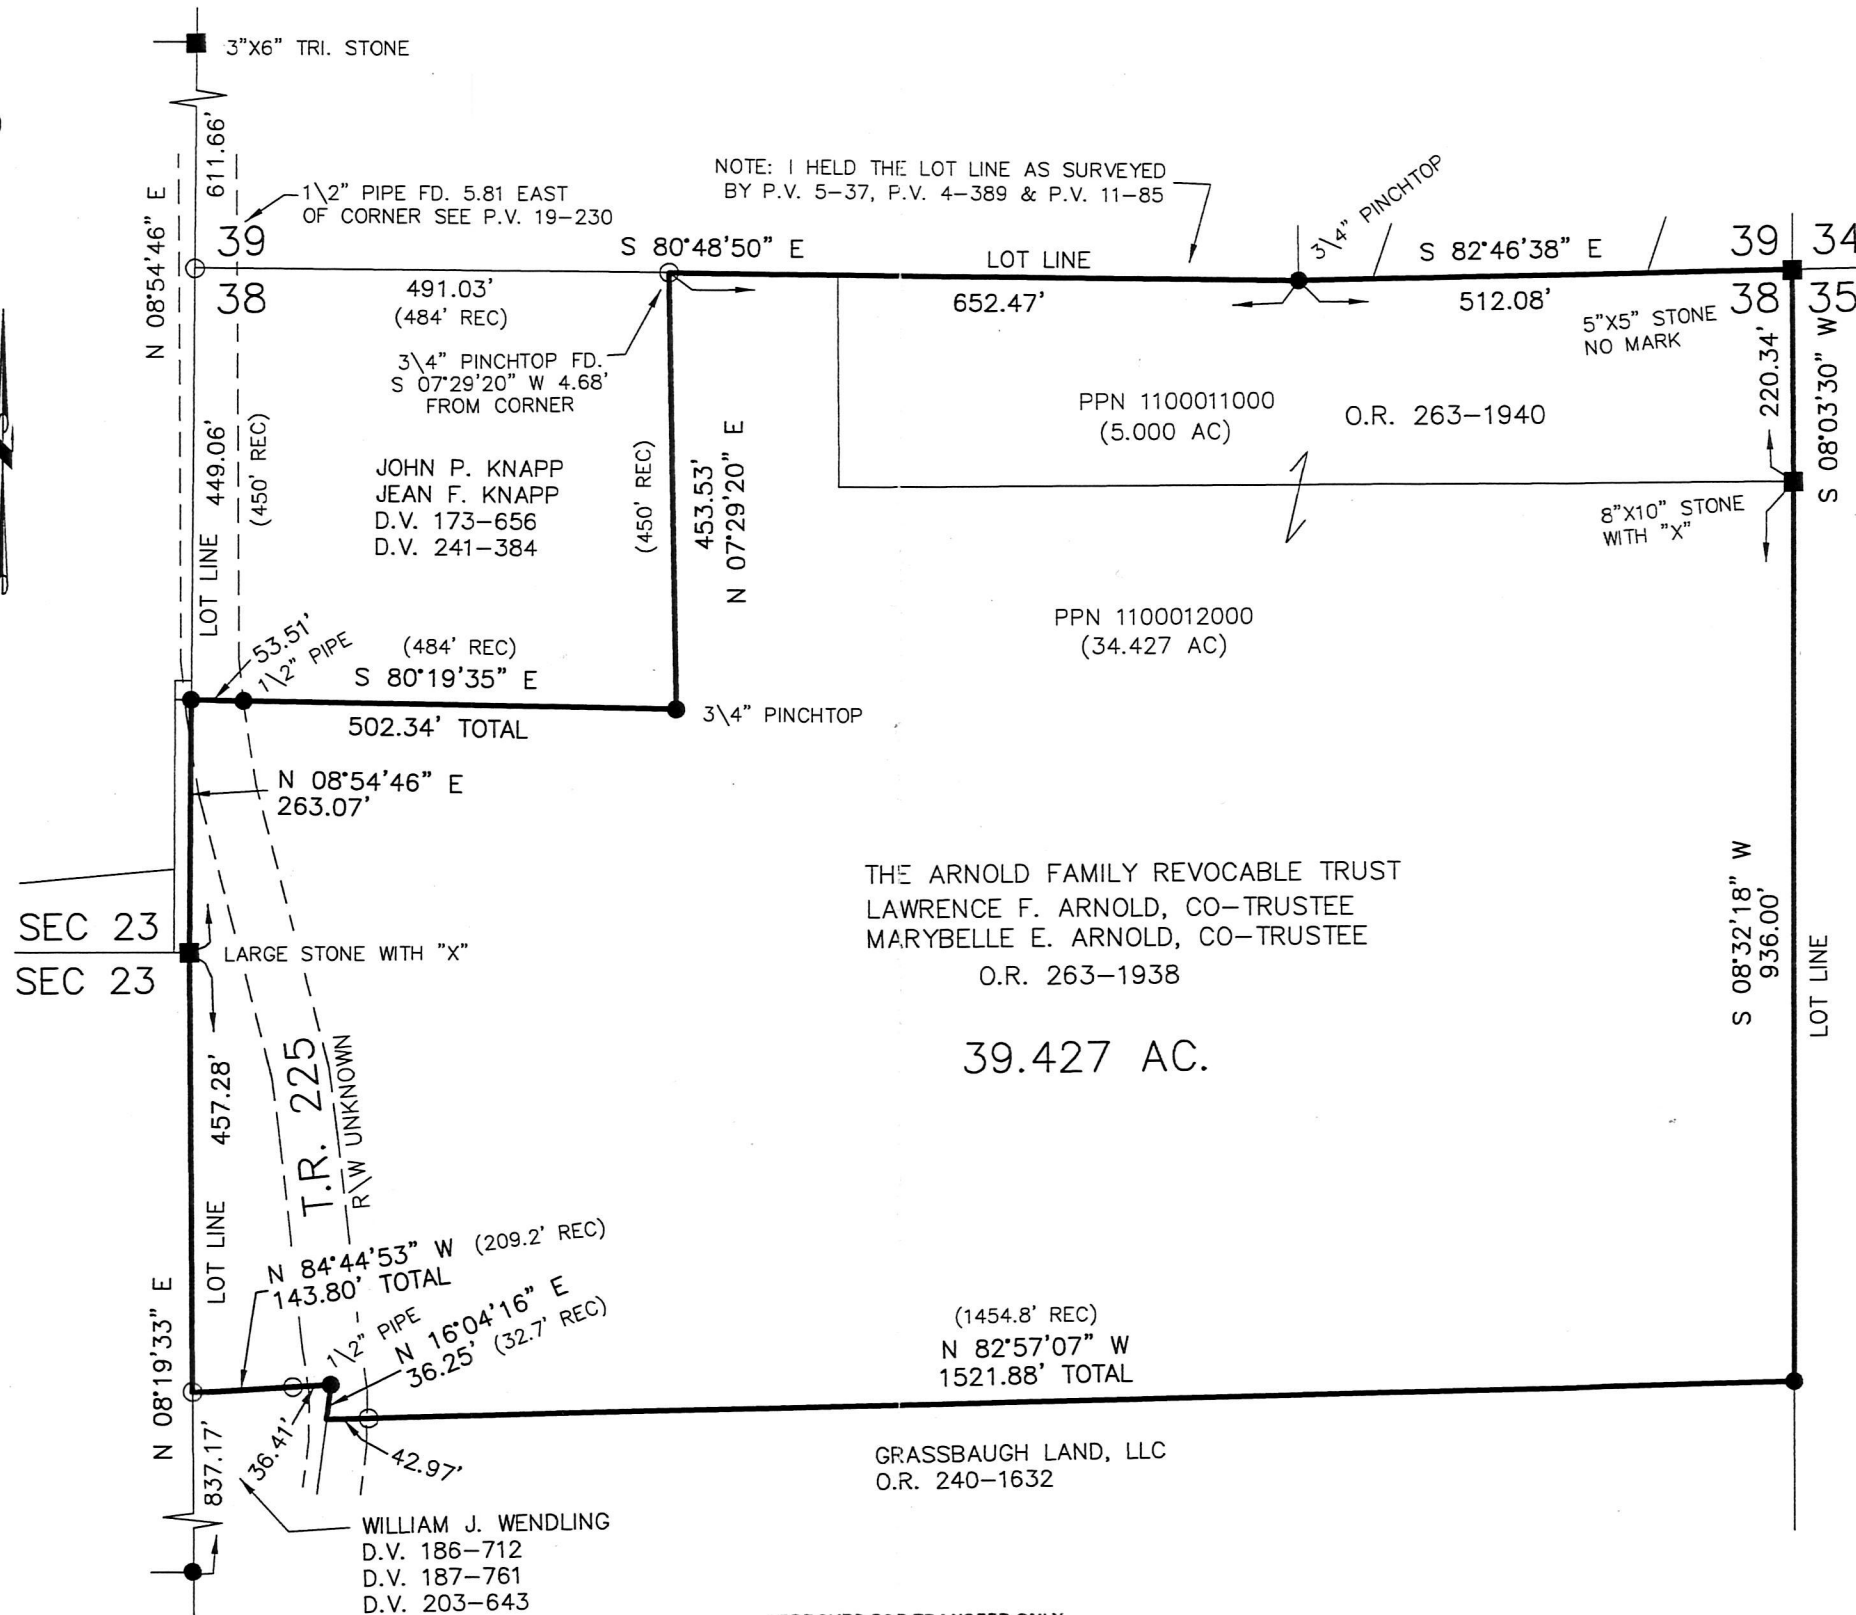 3"X6" TRI. STONE
611.66'
N 08°54'46" E
1\2" PIPE FD. 5.81 EAST
OF CORNER SEE P.V. 19-230
NOTE: I HELD THE LOT LINE AS SURVEYED
BY P.V. 5-37, P.V. 4-389 & P.V. 11-85
3\4" PINCHTOP
39
38
S 80°48'50" E
LOT LINE
S 82°46'38" E
39
34
38
35
491.03'
(484' REC)
652.47'
512.08'
5"X5" STONE
NO MARK
220.34'
S 08°03'30" W
3\4" PINCHTOP FD.
S 07°29'20" W 4.68'
FROM CORNER
PPN 1100011000
(5.000 AC)
O.R. 263-1940
LOT LINE 449.06'
(450' REC)
JOHN P. KNAPP
JEAN F. KNAPP
D.V. 173-656
D.V. 241-384
(450' REC)
453.53'
N 07°29'20" E
8"X10" STONE
WITH "X"
PPN 1100012000
(34.427 AC)
53.51'
1\2" PIPE
(484' REC)
S 80°19'35" E
502.34' TOTAL
3\4" PINCHTOP
N 08°54'46" E
263.07'
THE ARNOLD FAMILY REVOCABLE TRUST
LAWRENCE F. ARNOLD, CO-TRUSTEE
MARYBELLE E. ARNOLD, CO-TRUSTEE
O.R. 263-1938
39.427 AC.
S 08°32'18" W
936.00'
LOT LINE
SEC 23
SEC 23
LARGE STONE WITH "X"
457.28'
LOT LINE
T.R. 225
R\W UNKNOWN
N 84°44'53" W (209.2' REC)
143.80' TOTAL
1\2" PIPE
N 16°04'16" E
36.25' (32.7' REC)
N 08°19'33" E
837.17'
36.41'
42.97'
(1454.8' REC)
N 82°57'07" W
1521.88' TOTAL
GRASSBAUGH LAND, LLC
O.R. 240-1632
WILLIAM J. WENDLING
D.V. 186-712
D.V. 187-761
D.V. 203-643